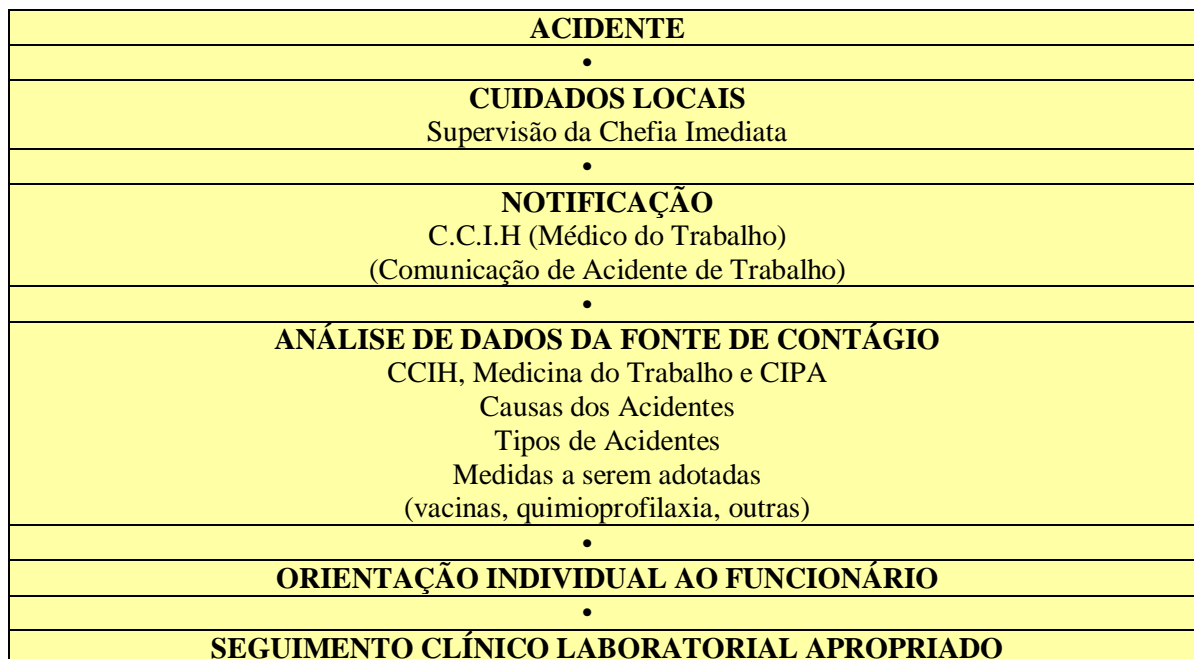 ACIDENTE
•
CUIDADOS LOCAIS
Supervisão da Chefia Imediata
•
NOTIFICAÇÃO
C.C.I.H (Médico do Trabalho)
(Comunicação de Acidente de Trabalho)
•
ANÁLISE DE DADOS DA FONTE DE CONTÁGIO
CCIH, Medicina do Trabalho e CIPA
Causas dos Acidentes
Tipos de Acidentes
Medidas a serem adotadas
(vacinas, quimioprofilaxia, outras)
•
ORIENTAÇÃO INDIVIDUAL AO FUNCIONÁRIO
•
SEGUIMENTO CLÍNICO LABORATORIAL APROPRIADO